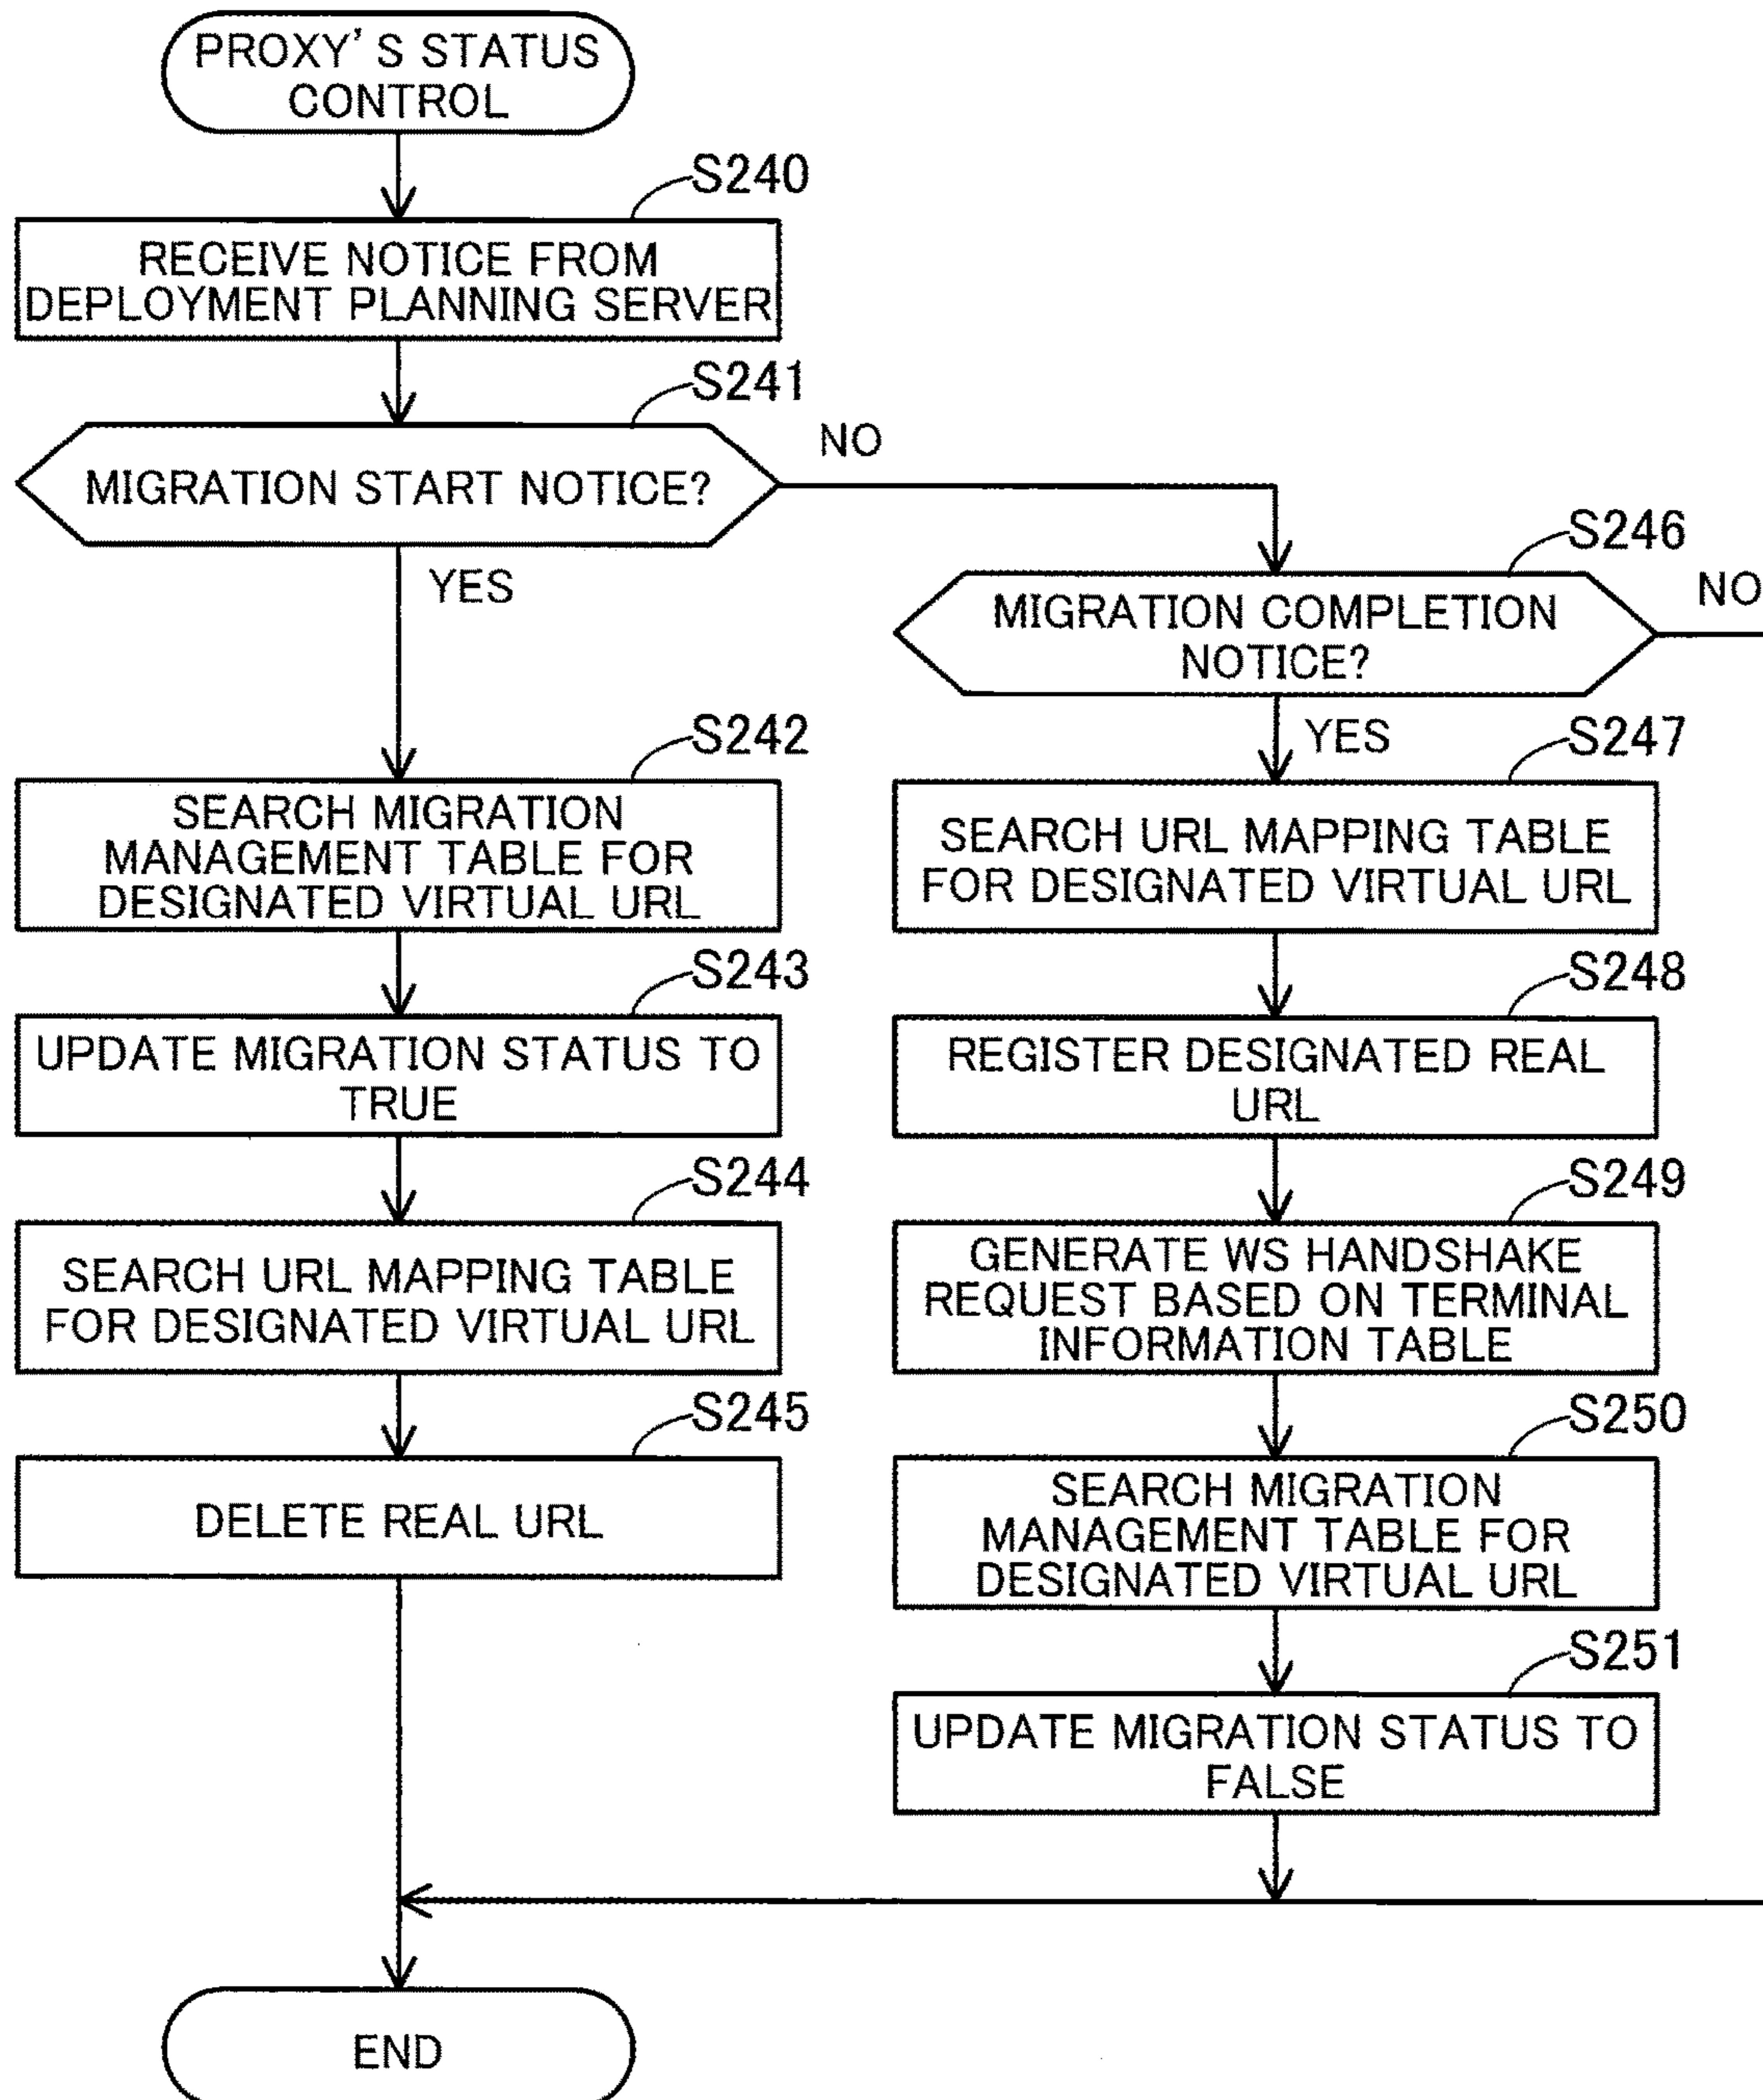 PROXY'S STATUS
CONTROL
S240
RECEIVE NOTICE FROM
DEPLOYMENT PLANNING SERVER
S241
MIGRATION START NOTICE?
NO
YES
S246
MIGRATION COMPLETION
NOTICE?
NO
YES
S242
SEARCH MIGRATION
MANAGEMENT TABLE FOR
DESIGNATED VIRTUAL URL
S243
UPDATE MIGRATION STATUS TO
TRUE
S244
SEARCH URL MAPPING TABLE
FOR DESIGNATED VIRTUAL URL
S245
DELETE REAL URL
S247
SEARCH URL MAPPING TABLE
FOR DESIGNATED VIRTUAL URL
S248
REGISTER DESIGNATED REAL
URL
S249
GENERATE WS HANDSHAKE
REQUEST BASED ON TERMINAL
INFORMATION TABLE
S250
SEARCH MIGRATION
MANAGEMENT TABLE FOR
DESIGNATED VIRTUAL URL
S251
UPDATE MIGRATION STATUS TO
FALSE
END